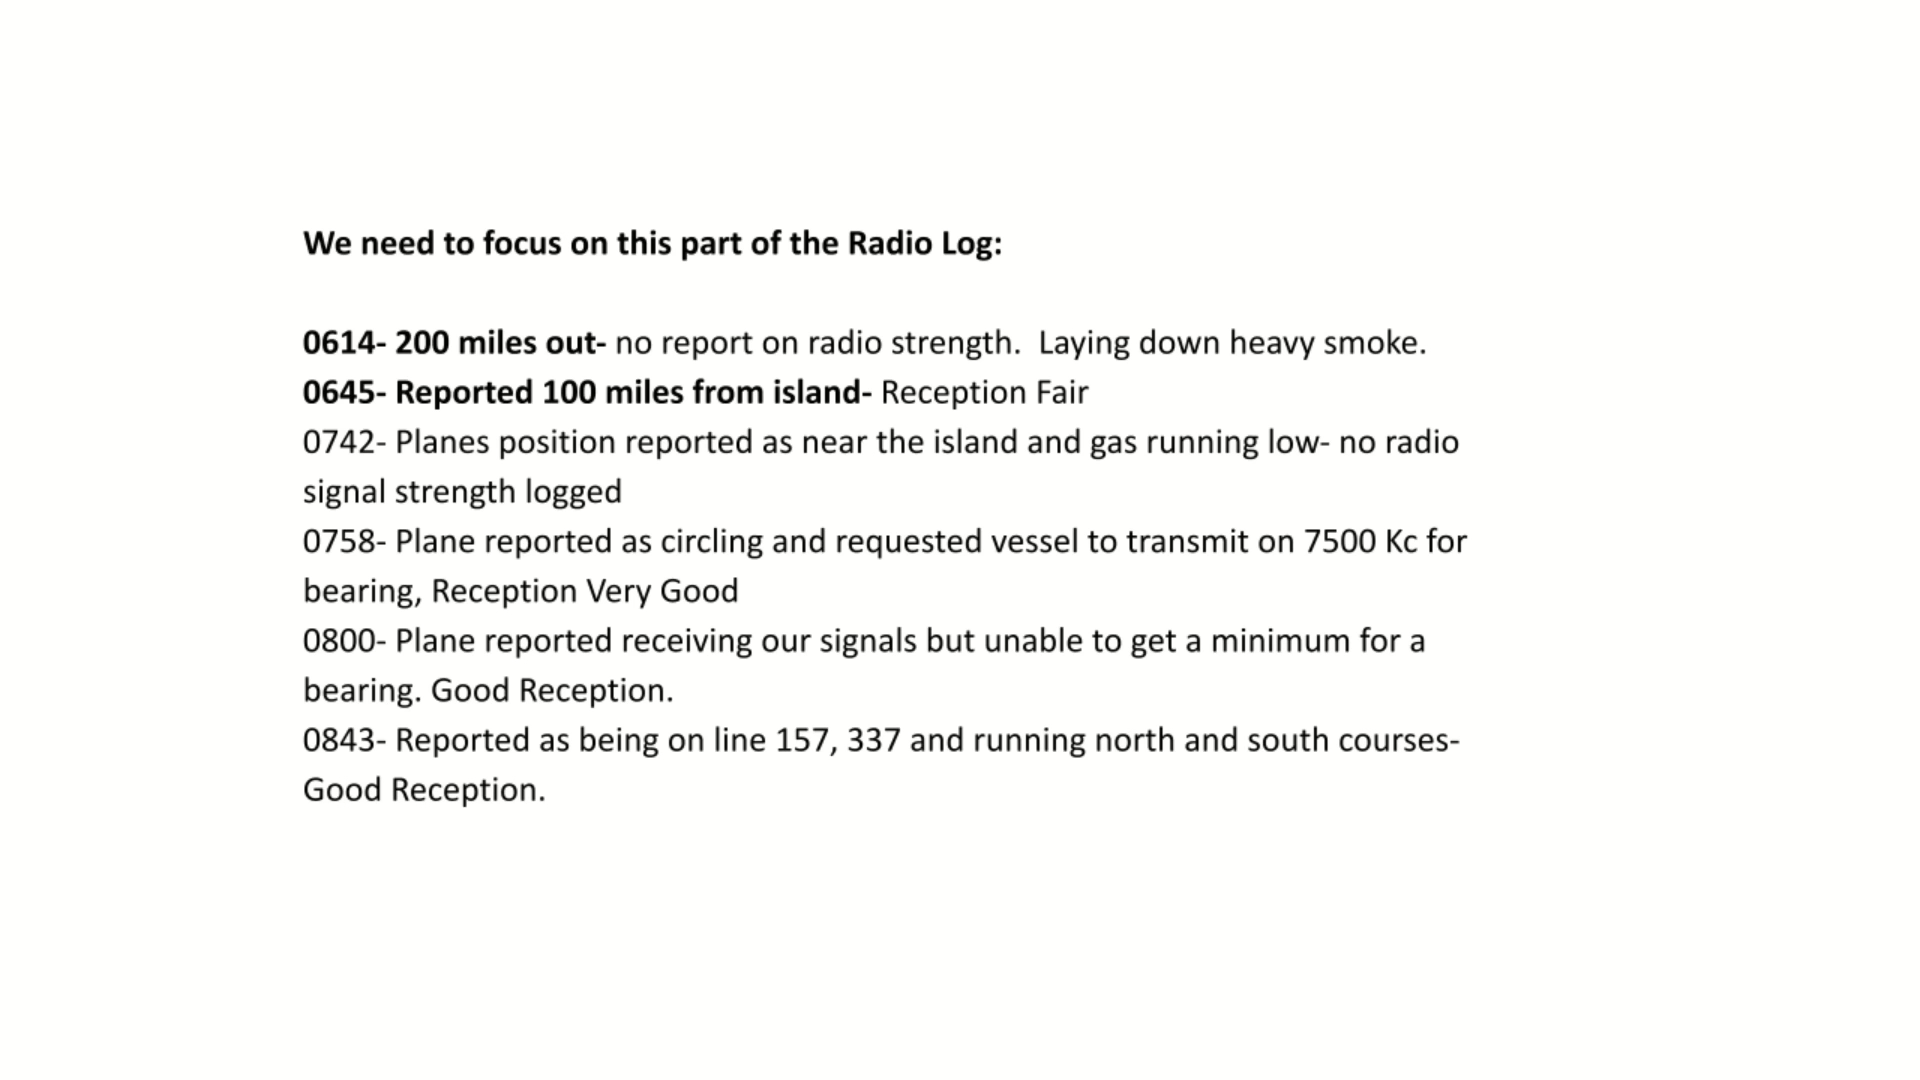 We need to focus on this part of the Radio Log:
0614- 200 miles out- no report on radio strength.  Laying down heavy smoke.
0645- Reported 100 miles from island- Reception Fair
0742- Planes position reported as near the island and gas running low- no radio
signal strength logged
0758- Plane reported as circling and requested vessel to transmit on 7500 Kc for
bearing, Reception Very Good
0800- Plane reported receiving our signals but unable to get a minimum for a
bearing. Good Reception.
0843- Reported as being on line 157, 337 and running north and south courses-
Good Reception.